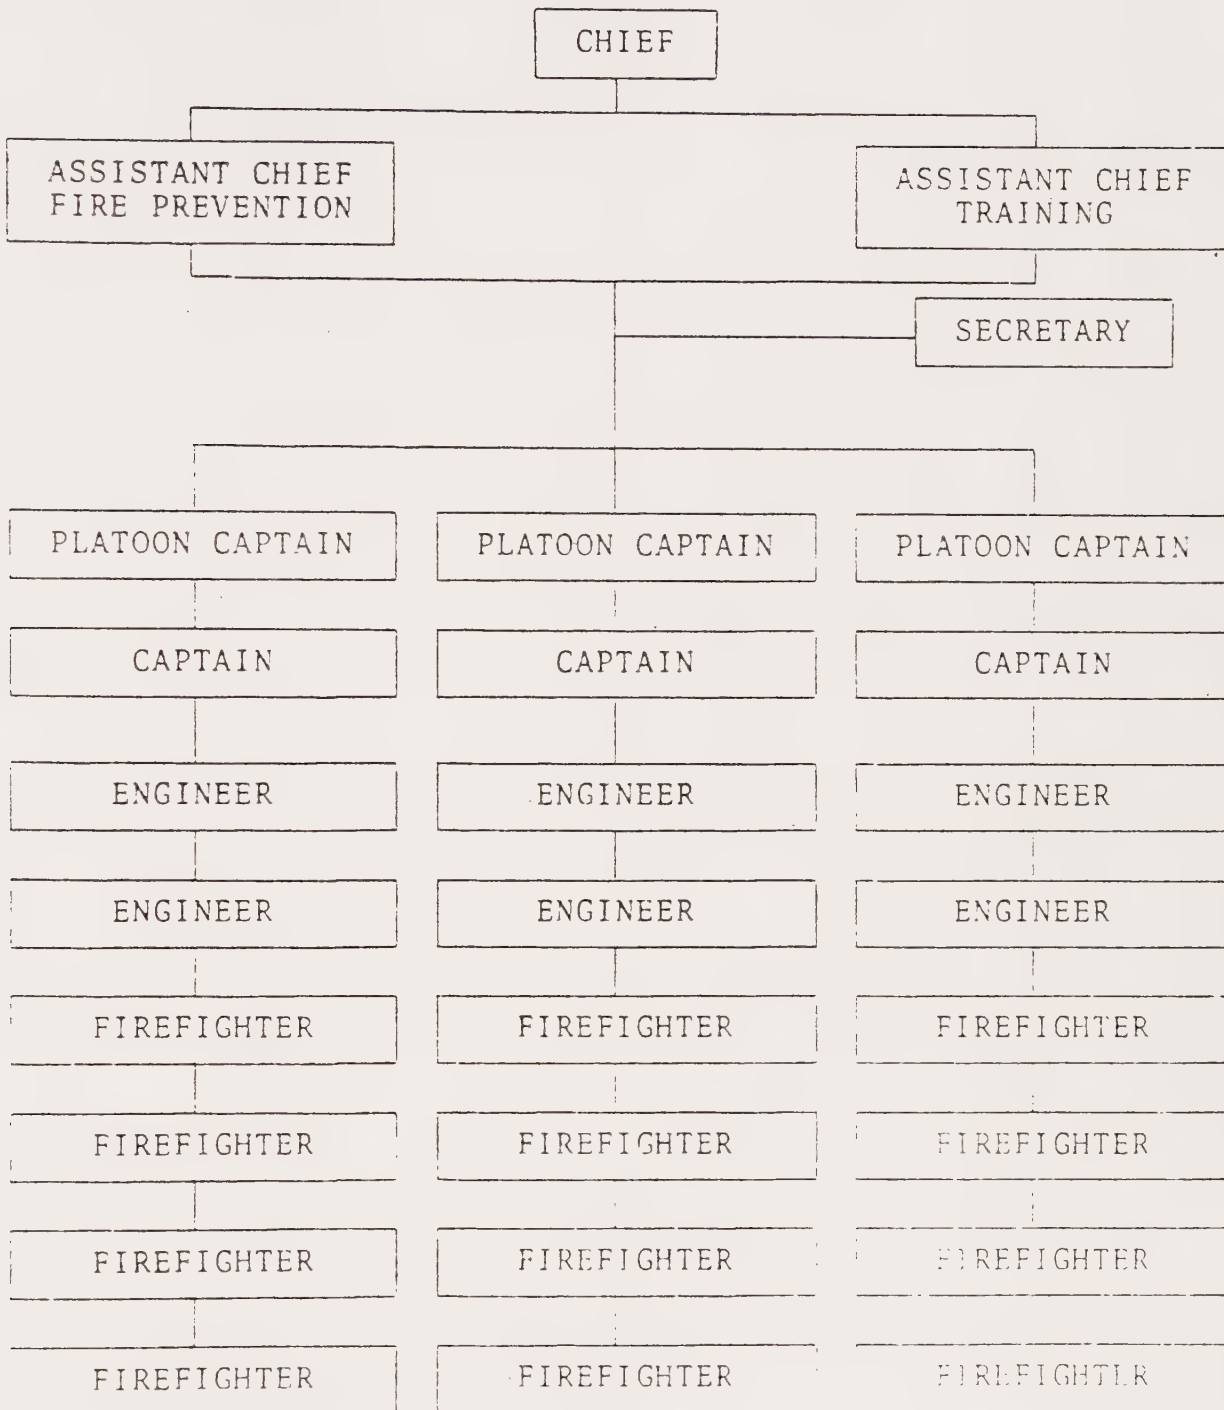 CHIEF
ASSISTANT CHIEF
FIRE PREVENTION
ASSISTANT CHIEF
TRAINING
SECRETARY
PLATOON CAPTAIN
PLATOON CAPTAIN
PLATOON CAPTAIN
CAPTAIN
CAPTAIN
CAPTAIN
ENGINEER
ENGINEER
ENGINEER
ENGINEER
ENGINEER
ENGINEER
FIREFIGHTER
FIREFIGHTER
FIREFIGHTER
FIREFIGHTER
FIREFIGHTER
FIREFIGHTER
FIREFIGHTER
FIREFIGHTER
FIREFIGHTER
FIREFIGHTER
FIREFIGHTER
FIREFIGHTER